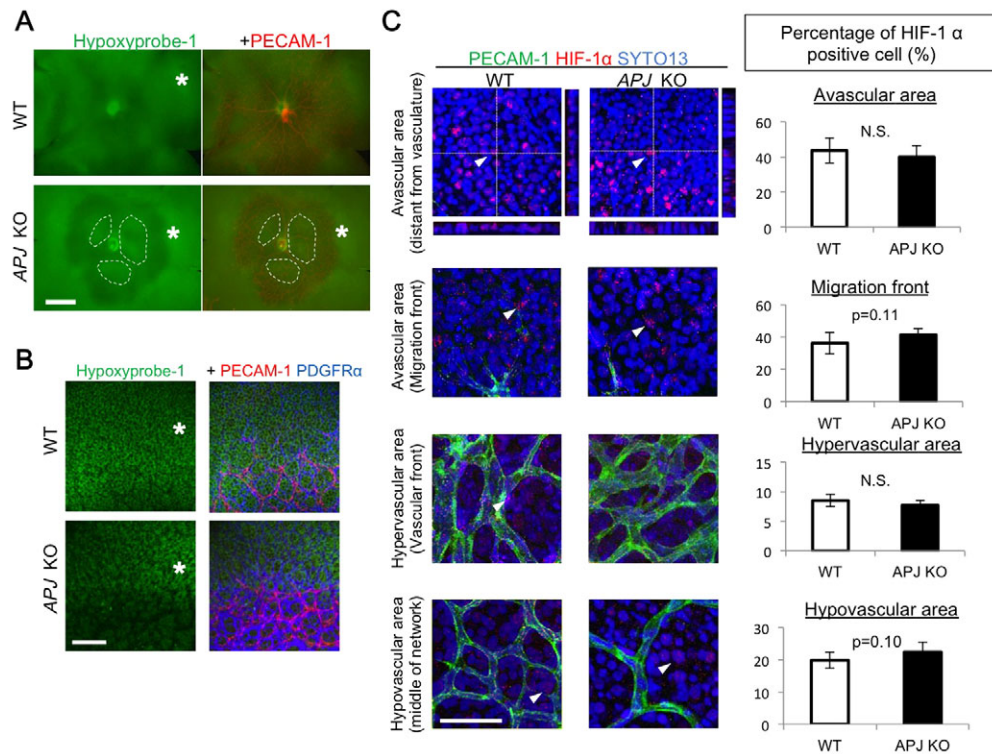 A
Hypoxyprobe-1
+PECAM-1
WT
*
APJ KO
*
*
B
Hypoxyprobe-1
+ PECAM-1 PDGFRα
WT
*
APJ KO
*
C
PECAM-1 HIF-1α SYTO13
WT
APJ KO
Avascular area
(distant from vasculature)
Avascular area
(Migration front)
Hypervascular area
(Vascular front)
Hypovascular area
(middle of network)
Percentage of HIF-1 α
positive cell (%)
Avascular area
60
40
20
0
N.S.
WT
APJ KO
Migration front
60
40
20
0
p=0.11
WT
APJ KO
Hypervascular area
15
10
5
0
N.S.
WT
APJ KO
Hypovascular area
30
20
10
0
p=0.10
WT
APJ KO